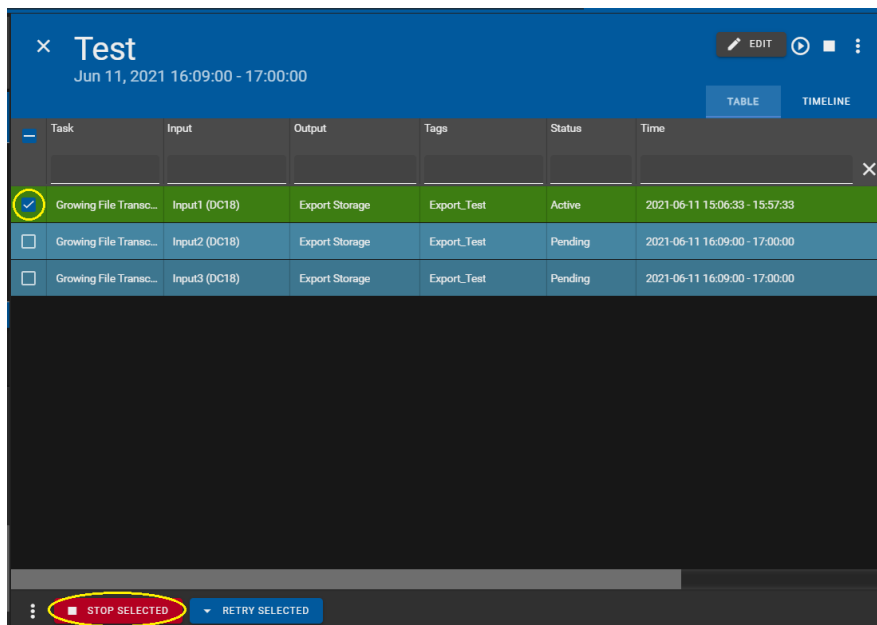 Test
EDIT
Jun 11, 2021 16:09:00 - 17:00:00
TABLE TIMELINE
Task Input Output Tags Status Time
Growing File Transc... Input1 (DC18) Export Storage Export_Test Active 2021-06-11 15:06:33 - 15:57:33
Growing File Transc... Input2 (DC18) Export Storage Export_Test Pending 2021-06-11 16:09:00 - 17:00:00
Growing File Transc... Input3 (DC18) Export Storage Export_Test Pending 2021-06-11 16:09:00 - 17:00:00
STOP SELECTED RETRY SELECTED